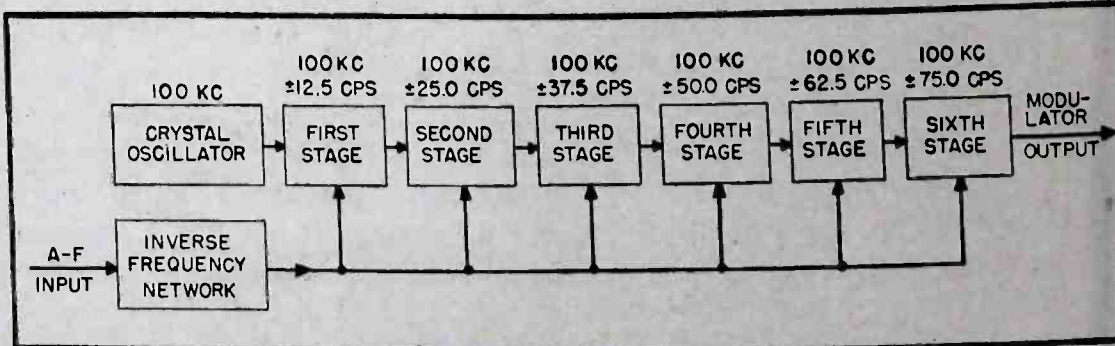 100 KC
CRYSTAL
OSCILLATOR
100 KC
±12.5 CPS
FIRST
STAGE
100 KC
±25.0 CPS
SECOND
STAGE
100 KC
±37.5 CPS
THIRD
STAGE
100 KC
±50.0 CPS
FOURTH
STAGE
100 KC
±62.5 CPS
FIFTH
STAGE
100 KC
±75.0 CPS
SIXTH
STAGE
MODU-
LATOR
OUTPUT
A-F
INPUT
INVERSE
FREQUENCY
NETWORK